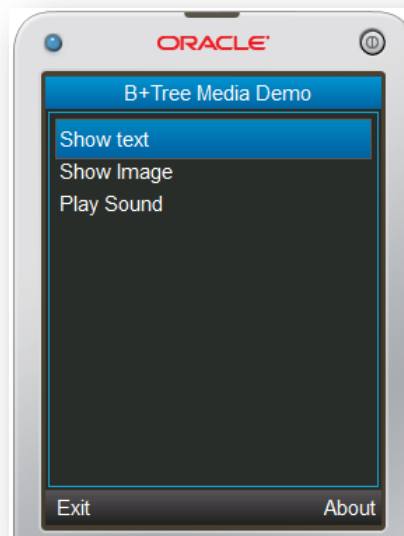 ORACLE
B+Tree Media Demo
Show text
Show Image
Play Sound
Exit
About